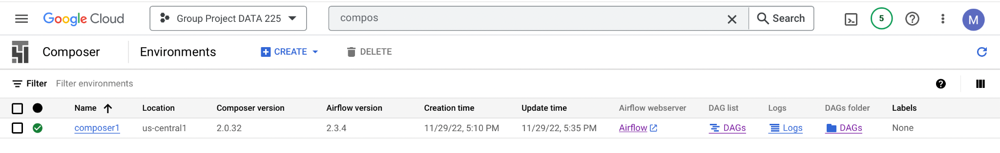 Google Cloud Group Project DATA 225 compos Search 5 M
Composer Environments CREATE DELETE
Filter Filter environments
Name Location Composer version Airflow version Creation time Update time Airflow webserver DAG list Logs DAGs folder Labels
composer1 us-central1 2.0.32 2.3.4 11/29/22, 5:10 PM 11/29/22, 5:35 PM Airflow DAGs Logs DAGs None